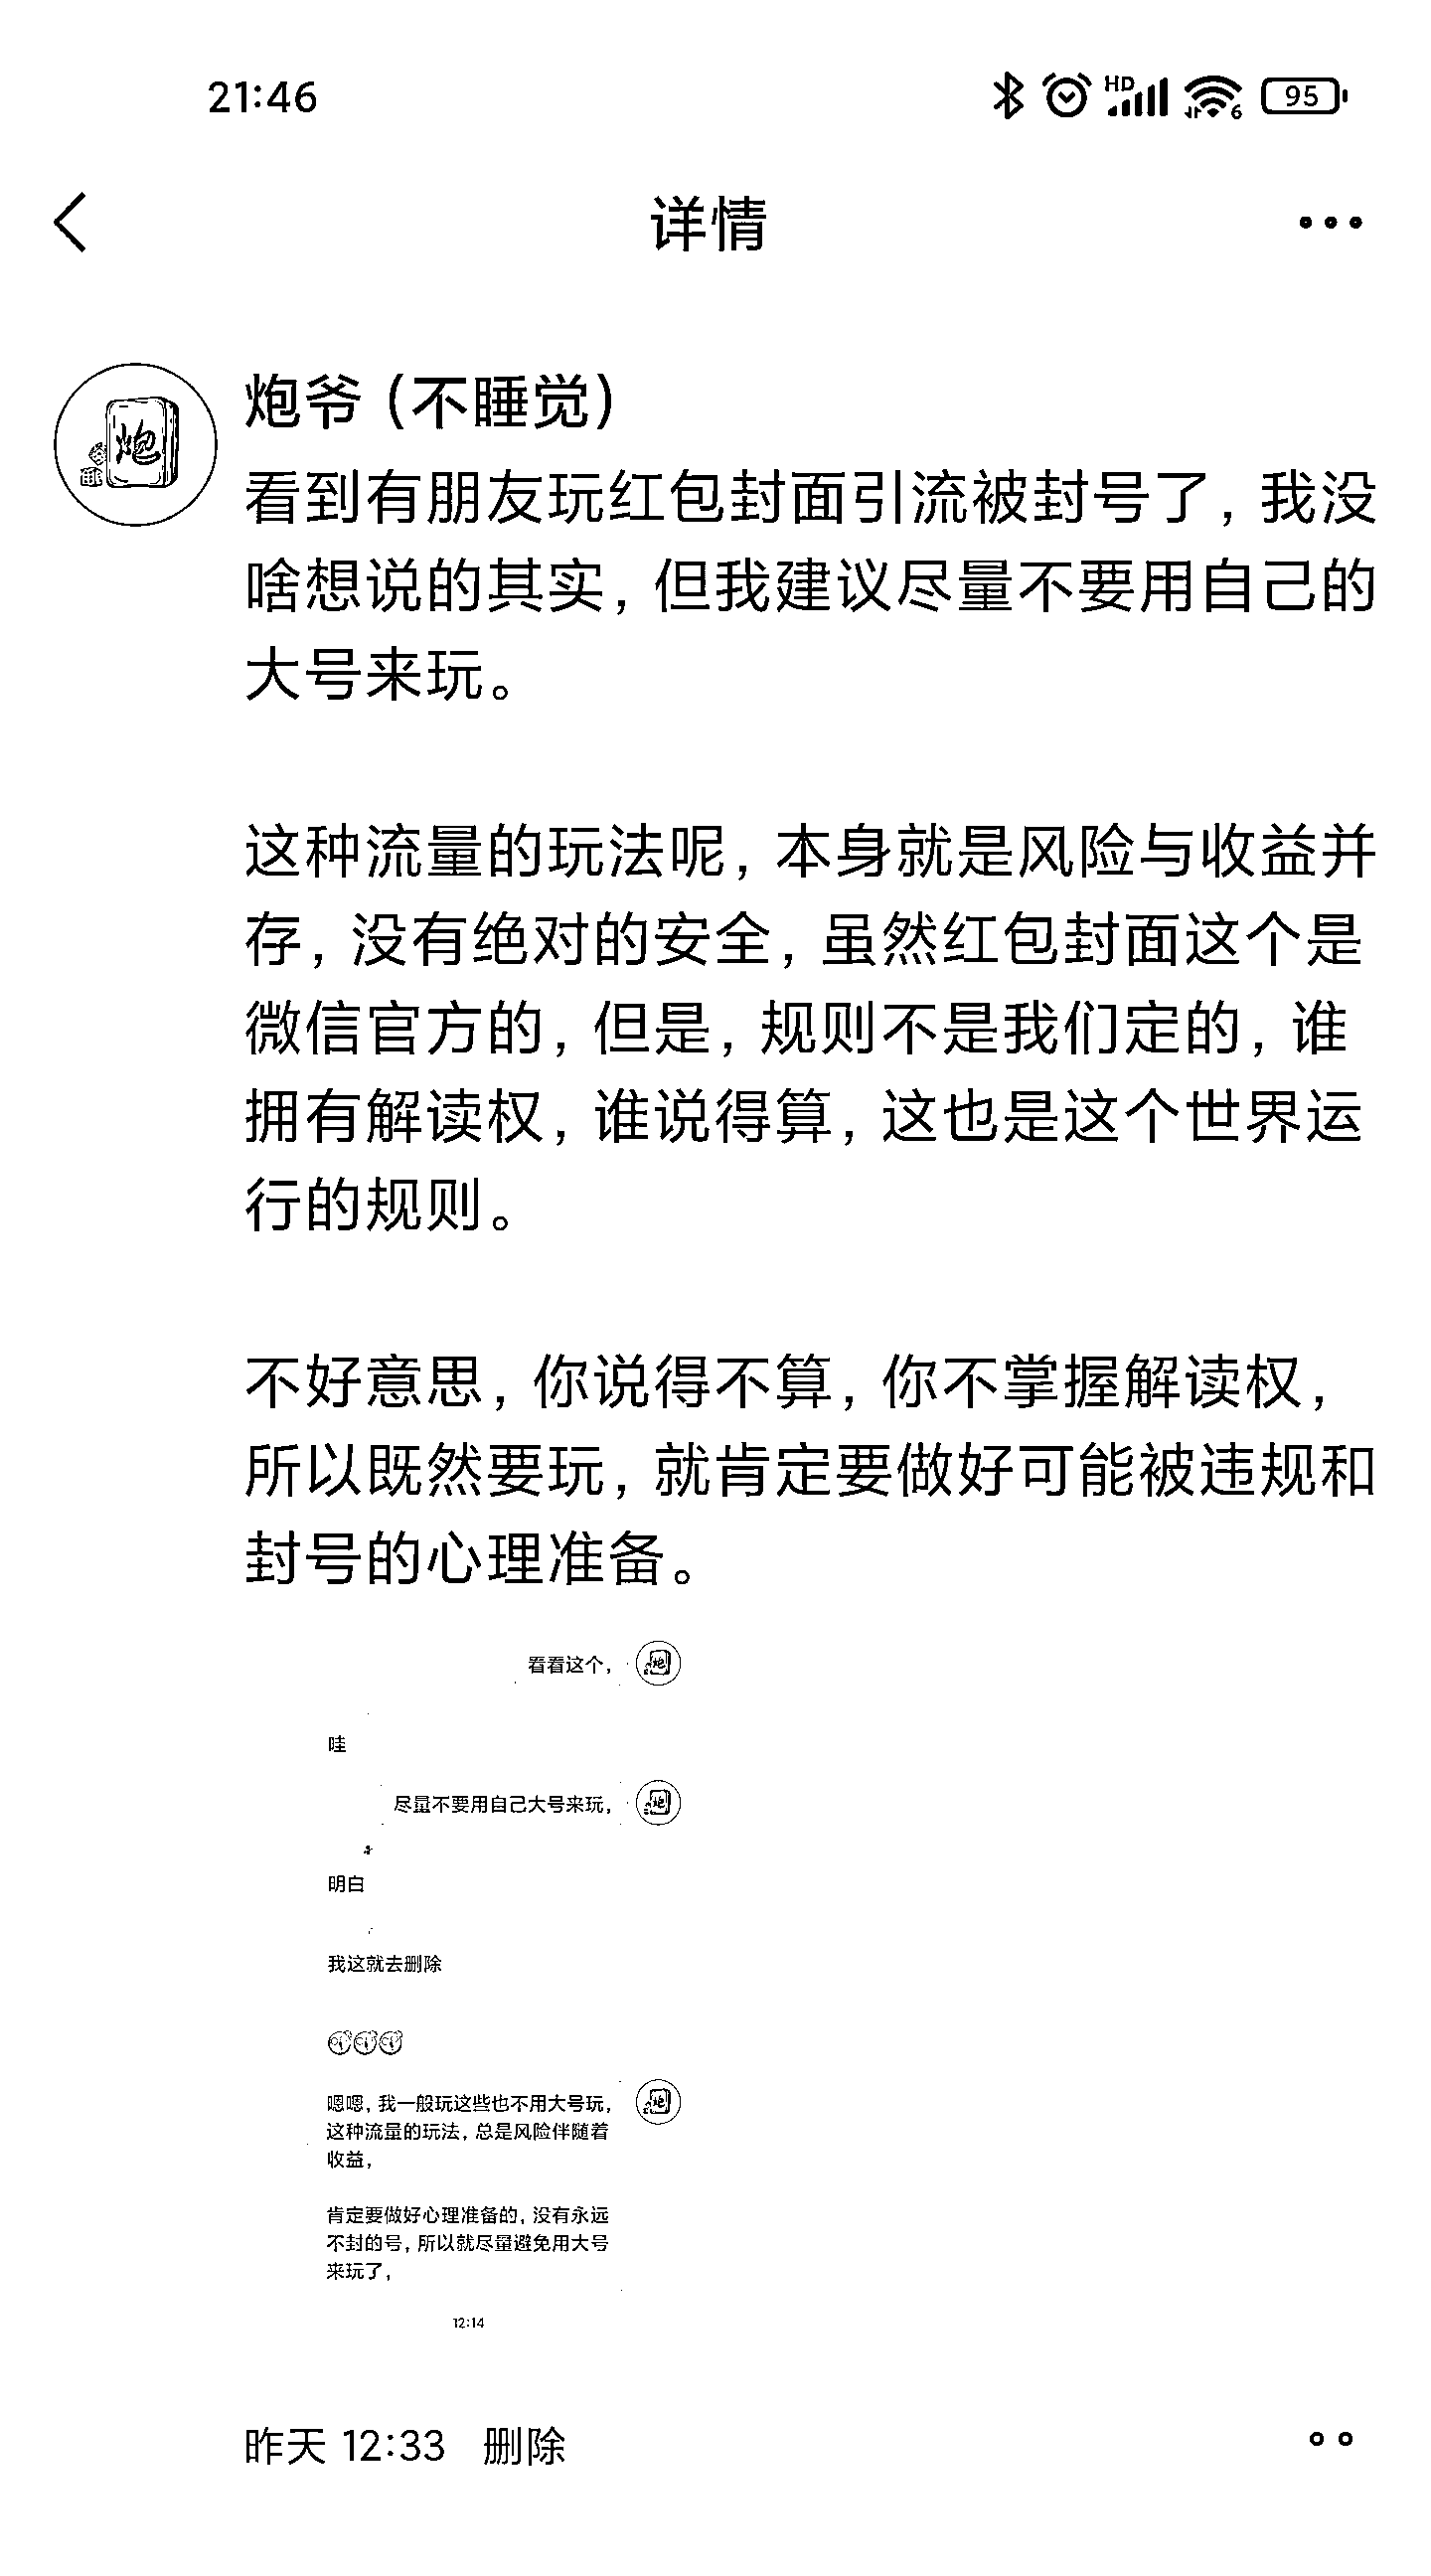 21:46
HD
6
95
详情
炮
炮爷（不睡觉）
看到有朋友玩红包封面引流被封号了，我没
啥想说的其实，但我建议尽量不要用自己的
大号来玩。
这种流量的玩法呢，本身就是风险与收益并
存，没有绝对的安全，虽然红包封面这个是
微信官方的，但是，规则不是我们定的，谁
拥有解读权，谁说得算，这也是这个世界运
行的规则。
不好意思，你说得不算，你不掌握解读权，
所以既然要玩，就肯定要做好可能被违规和
封号的心理准备。
看看这个，
炮
哇
尽量不要用自己大号来玩，
炮
明白
我这就去删除
嗯嗯，我一般玩这些也不用大号玩，
炮
这种流量的玩法，总是风险伴随着
收益，
肯定要做好心理准备的，没有永远
不封的号，所以就尽量避免用大号
来玩了，
12:14
昨天 12:33 删除